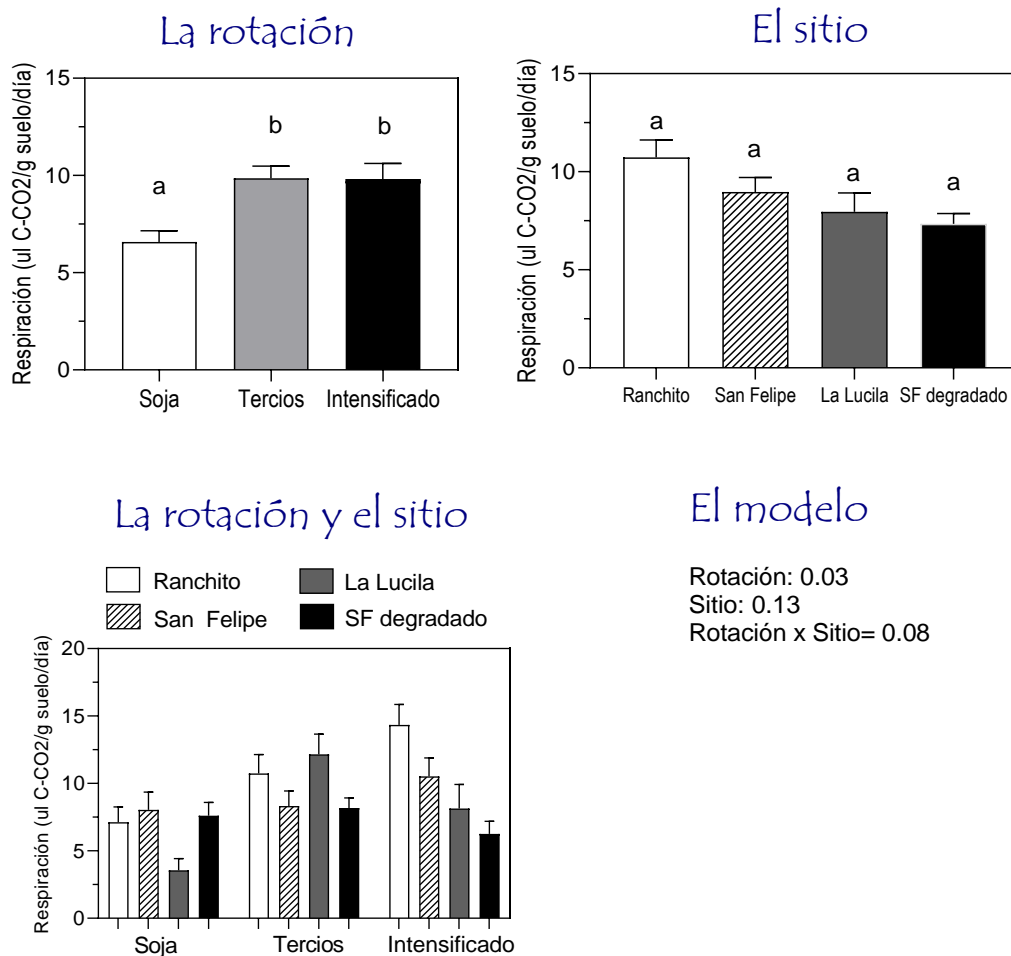 La rotación
Respiración (ul C-CO2/g suelo/día)
15
10
5
0
a
b
b
Soja
Tercios
Intensificado
El sitio
Respiración (ul C-CO2/g suelo/día)
15
10
5
0
a
a
a
a
Ranchito
San Felipe
La Lucila
SF degradado
La rotación y el sitio
Ranchito
La Lucila
San Felipe
SF degradado
Respiración (ul C-CO2/g suelo/día)
20
15
10
5
0
Soja
Tercios
Intensificado
El modelo
Rotación: 0.03
Sitio: 0.13
Rotación x Sitio= 0.08